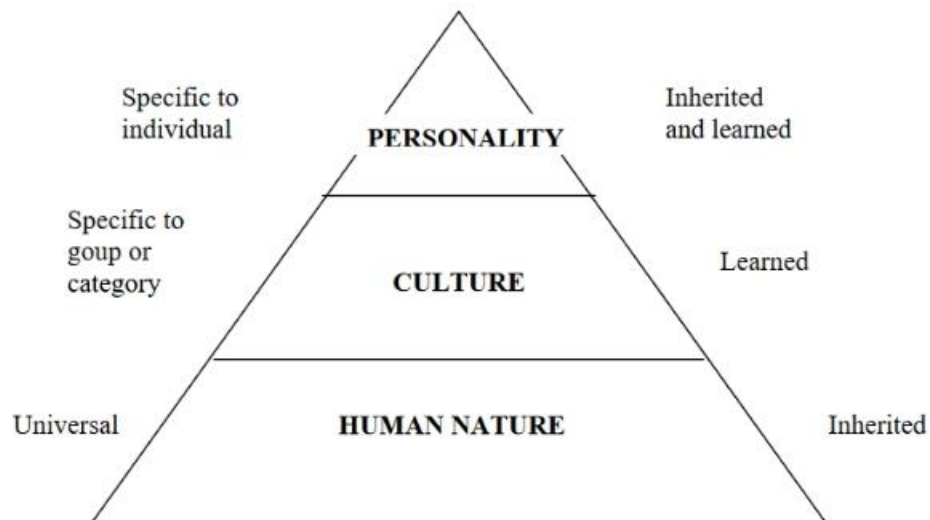 Specific to
individual
PERSONALITY
Inherited
and learned
Specific to
goup or
category
CULTURE
Learned
Universal
HUMAN NATURE
Inherited